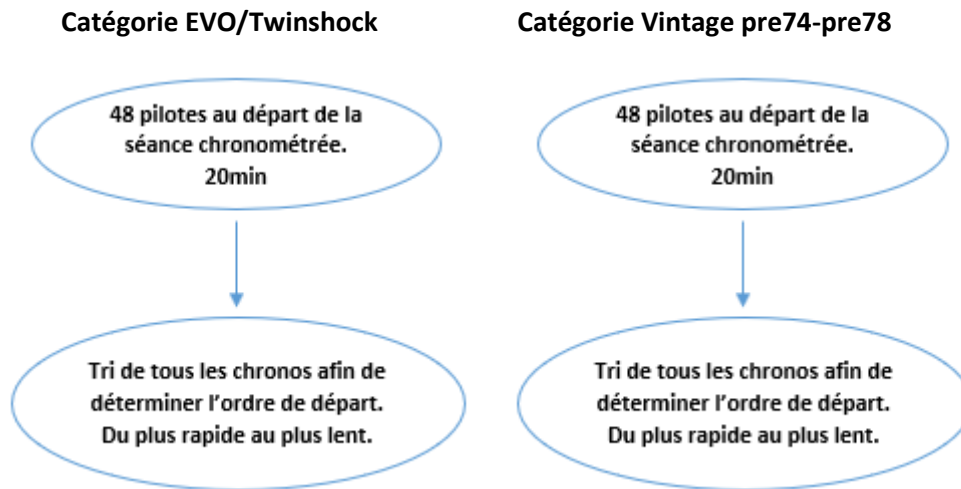 Catégorie EVO/Twinshock
48 pilotes au départ de la
séance chronométrée.
20min
Tri de tous les chronos afin de
déterminer l’ordre de départ.
Du plus rapide au plus lent.
Catégorie Vintage pre74-pre78
48 pilotes au départ de la
séance chronométrée.
20min
Tri de tous les chronos afin de
déterminer l’ordre de départ.
Du plus rapide au plus lent.